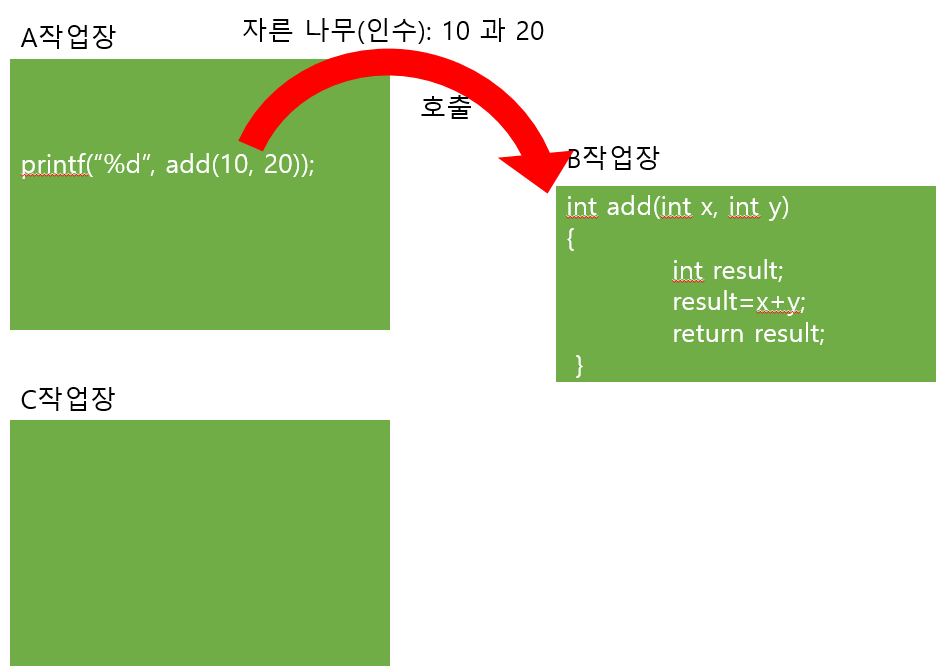 A작업장
자른 나무(인수): 10 과 20
호출
printf(“%d“, add(10, 20));
B작업장
int add(int x, int y)
{
int result;
result=x+y;
return result;
}
C작업장